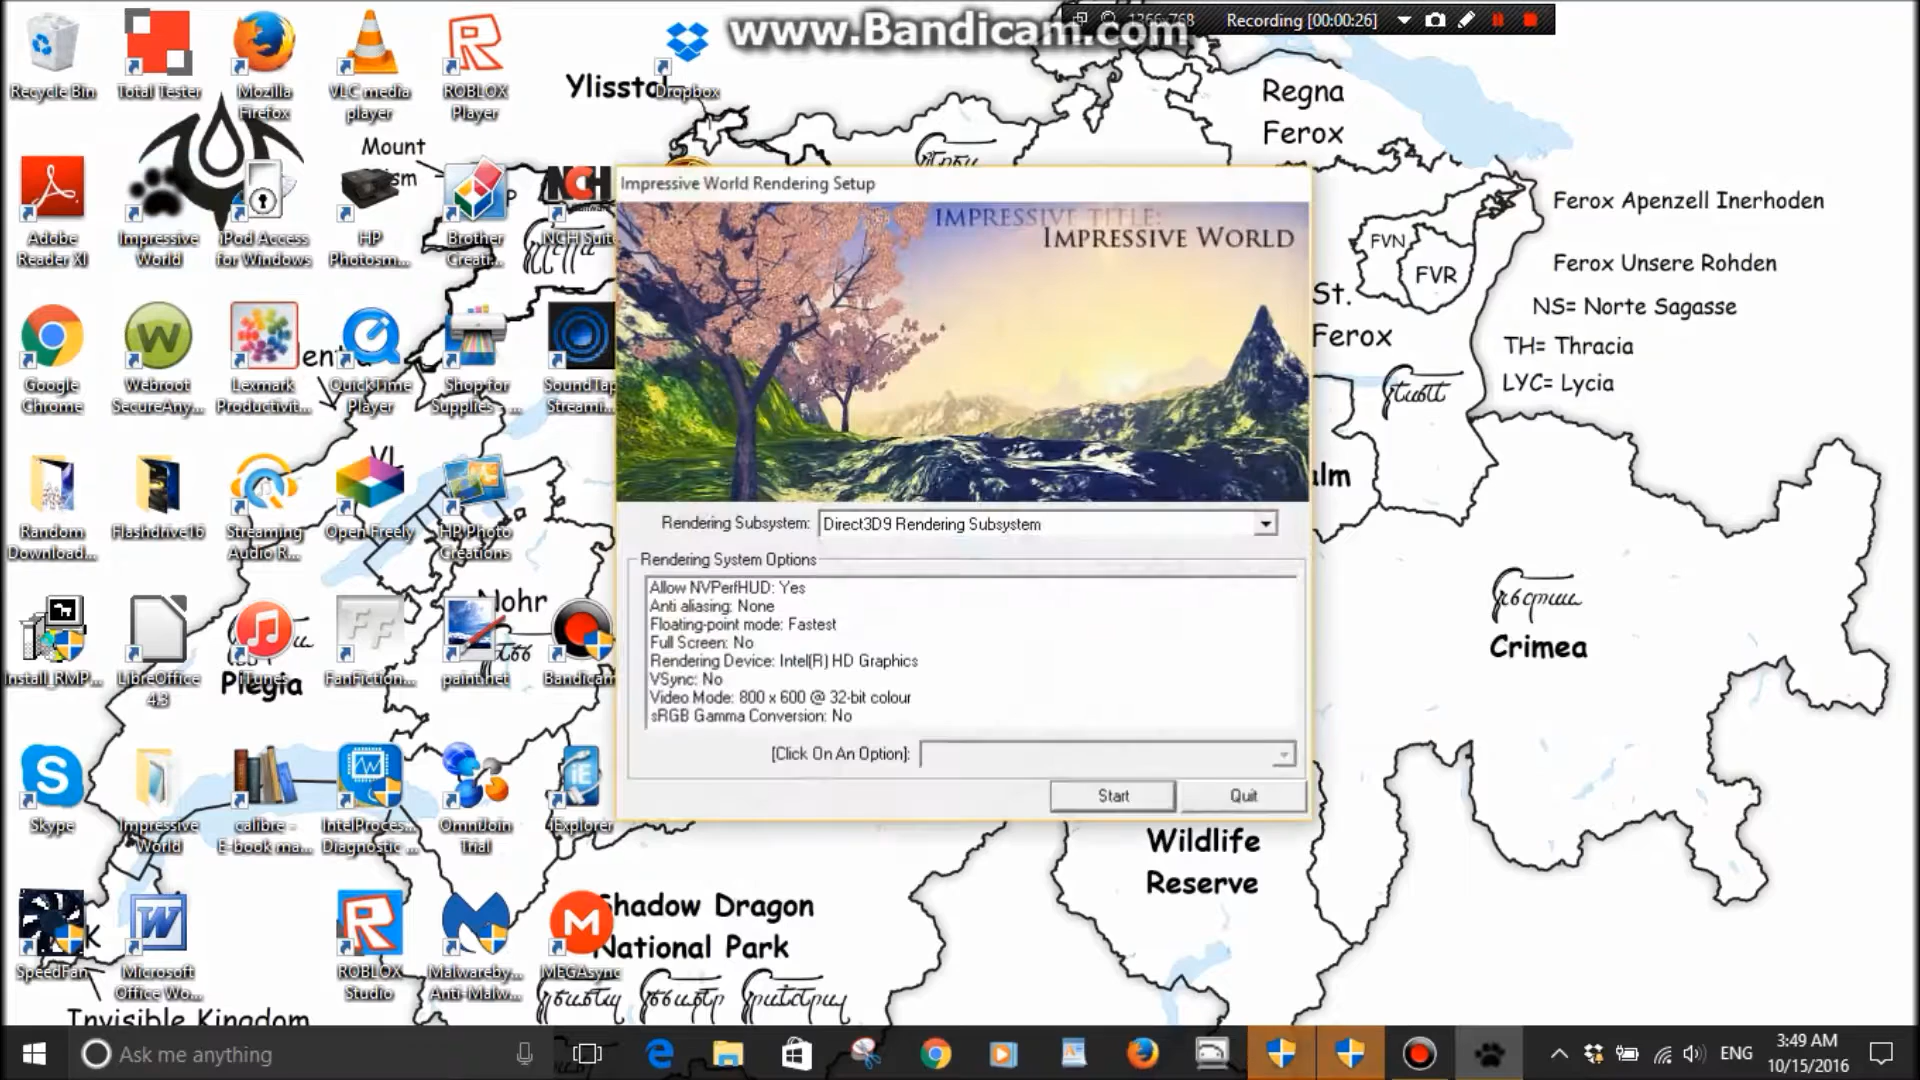 www.Bandicam.com
1366x768
Recording [00:00:26]
Recycle Bin
Total Tester
Mozilla
Firefox
VLC media
player
ROBLOX
Player
Dropbox
Regna
Ferox
Mount
Adobe
Reader XI
Impressive
World
iPod Access
for Windows
HP
Photosm...
Brother
Creati...
NCH Suite
NCH
Impressive World Rendering Setup
IMPRESSIVE TITLE:
IMPRESSIVE WORLD
Ferox Apenzell Inerhoden
FVN
FVR
Ferox Unsere Rohden
NS= Norte Sagasse
TH= Thracia
LYC= Lycia
St.
Ferox
Google
Chrome
Webroot
SecureAny...
Lexmark
Productivit...
QuickTime
Player
Shop for
Supplies - ...
SoundTap
Streami...
Random
Download...
Flashdrive16
Streaming
Audio R...
Open Freely
HP Photo
Creations
Rendering Subsystem:
Direct3D9 Rendering Subsystem
Rendering System Options
Allow NVPerfHUD: Yes
Anti aliasing: None
Floating-point mode: Fastest
Full Screen: No
Rendering Device: Intel(R) HD Graphics
VSync: No
Video Mode: 800 x 600 @ 32-bit colour
sRGB Gamma Conversion: No
[Click On An Option]:
Start
Quit
Nohr
Plegia
Install_RMP...
LibreOffice
4.3
iTunes
FanFiction...
paint.net
Bandicam
Crimea
Skype
Impressive
World
calibre -
E-book ma...
IntelProces...
Diagnostic ...
OmniJoin
Trial
iExplorer
Wildlife
Reserve
Shadow Dragon
National Park
SpeedFan
Microsoft
Office Wo...
ROBLOX
Studio
Malwareby...
Anti-Malw...
MEGAsync
Invisible Kingdom
Ask me anything
ENG
3:49 AM
10/15/2016